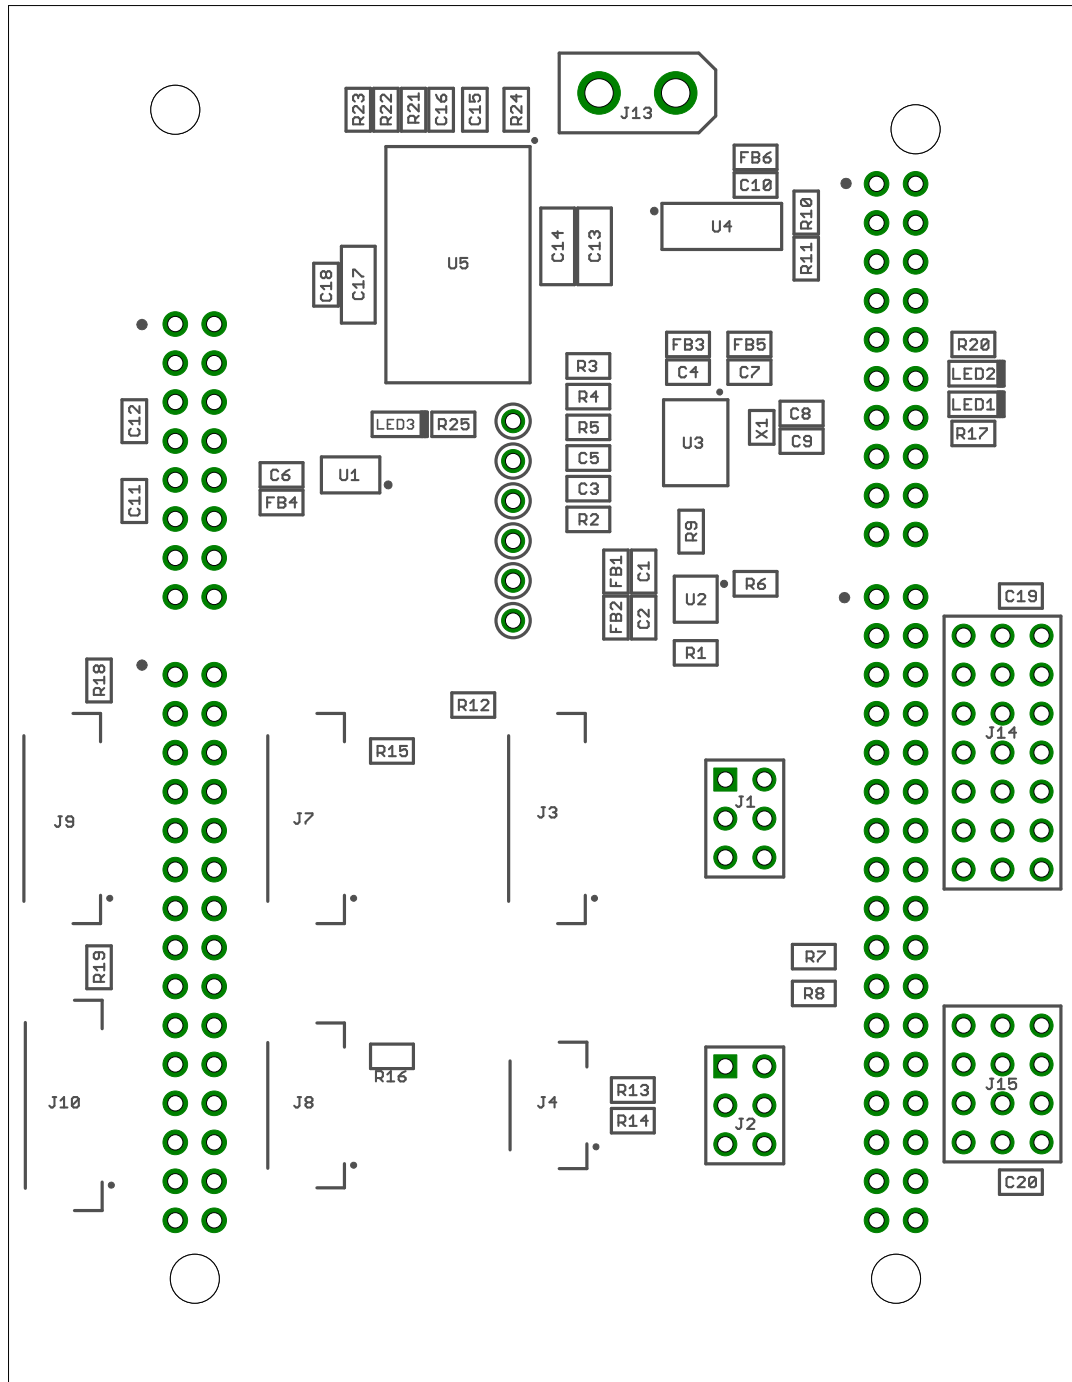 R23 R22 R21 C16 C15 R24
J13
FB6
C10
R10
U4
R11
C14 C13
U5
C18 C17
FB3 FB5 R20
R3
C4 C7 LED2
R4
LED1
C12 LED3 R25 R5 X1 C8
R17
U3 C9
C5
C6 U1
C3
C11 FB4
R2
R9
FB1 C1
R6
C19
U2
FB2 C2
R1
R18
R12
J14
R15
J1
J3
J7
J9
R7
R19
R8
R16
J15
R13
J10 J8 J4
R14
J2
C20